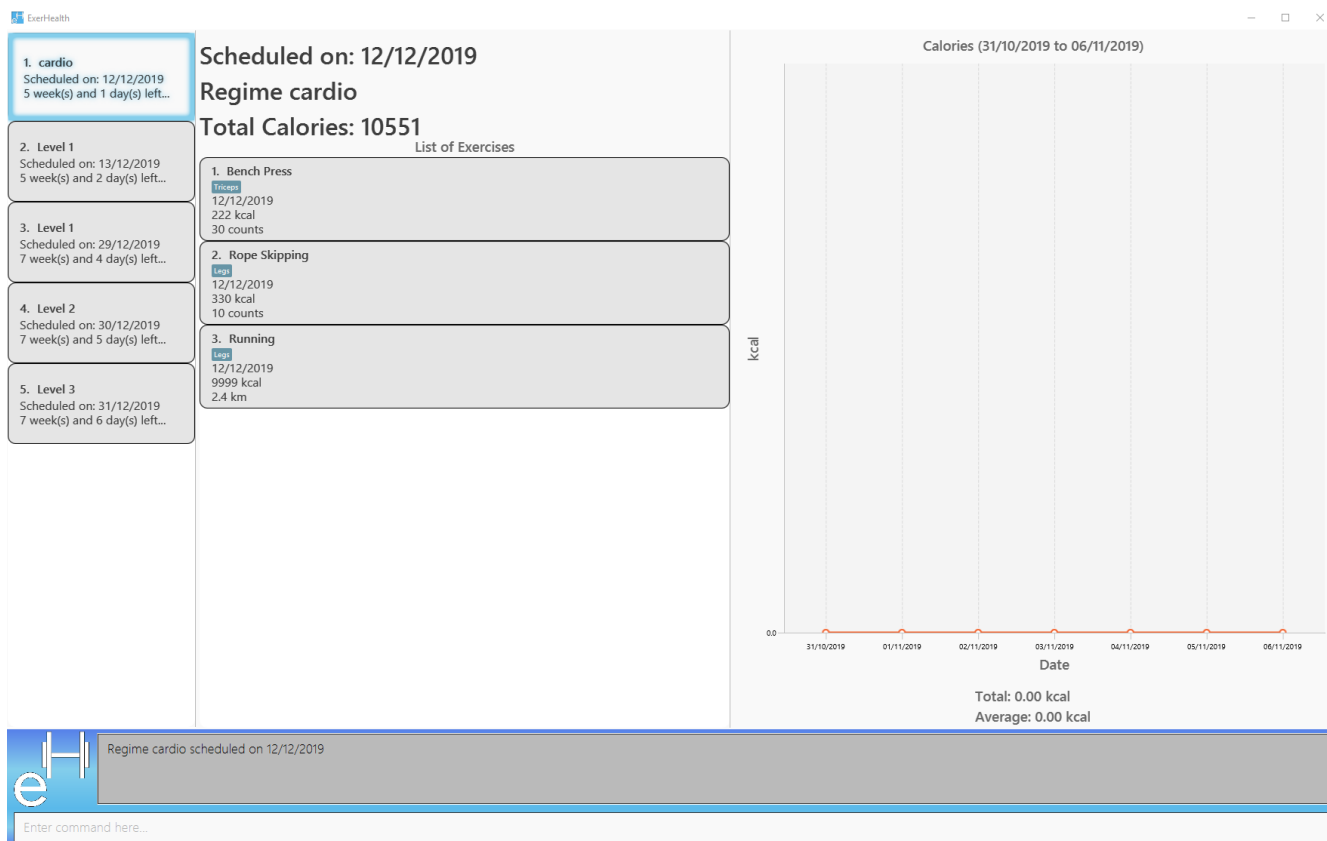 ExerHealth
1. cardio
Scheduled on: 12/12/2019
5 week(s) and 1 day(s) left...
2. Level 1
Scheduled on: 13/12/2019
5 week(s) and 2 day(s) left...
3. Level 1
Scheduled on: 29/12/2019
7 week(s) and 4 day(s) left...
4. Level 2
Scheduled on: 30/12/2019
7 week(s) and 5 day(s) left...
5. Level 3
Scheduled on: 31/12/2019
7 week(s) and 6 day(s) left...
Scheduled on: 12/12/2019
Regime cardio
Total Calories: 10551
List of Exercises
1. Bench Press
Triceps
12/12/2019
222 kcal
30 counts
2. Rope Skipping
Legs
12/12/2019
330 kcal
10 counts
3. Running
Legs
12/12/2019
9999 kcal
2.4 km
Calories (31/10/2019 to 06/11/2019)
kcal
0.0
31/10/2019 01/11/2019 02/11/2019 03/11/2019 04/11/2019 05/11/2019 06/11/2019
Date
Total: 0.00 kcal
Average: 0.00 kcal
eH
Regime cardio scheduled on 12/12/2019
Enter command here...